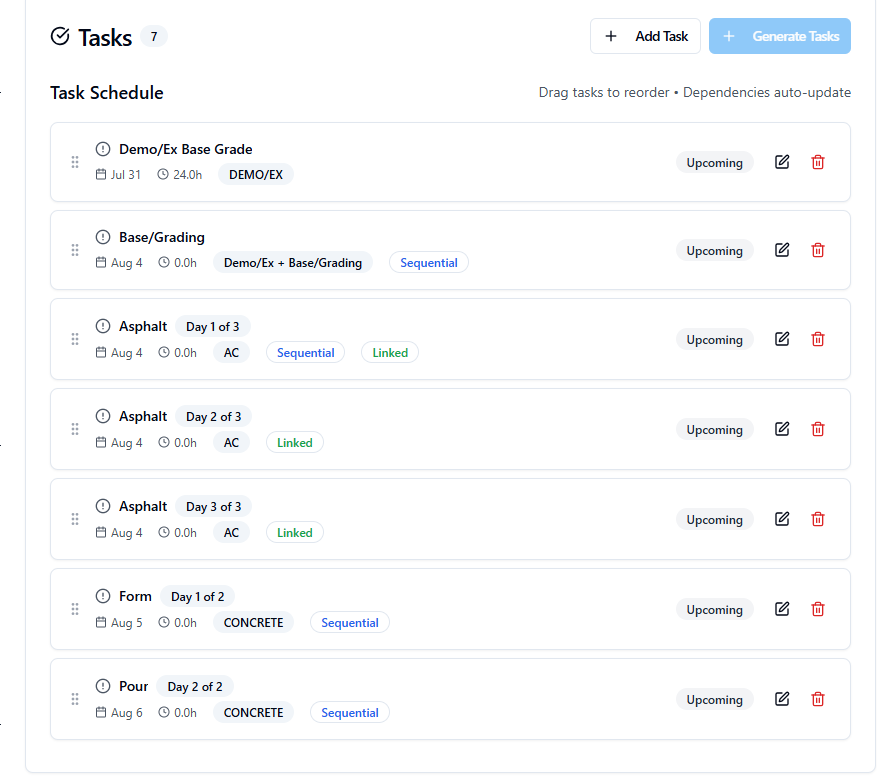 Tasks 7 Add Task Generate Tasks
Task Schedule Drag tasks to reorder • Dependencies auto-update
Demo/Ex Base Grade
Jul 31 24.0h DEMO/EX Upcoming
Base/Grading
Aug 4 0.0h Demo/Ex + Base/Grading Sequential Upcoming
Asphalt Day 1 of 3
Aug 4 0.0h AC Sequential Linked Upcoming
Asphalt Day 2 of 3
Aug 4 0.0h AC Linked Upcoming
Asphalt Day 3 of 3
Aug 4 0.0h AC Linked Upcoming
Form Day 1 of 2
Aug 5 0.0h CONCRETE Sequential Upcoming
Pour Day 2 of 2
Aug 6 0.0h CONCRETE Sequential Upcoming